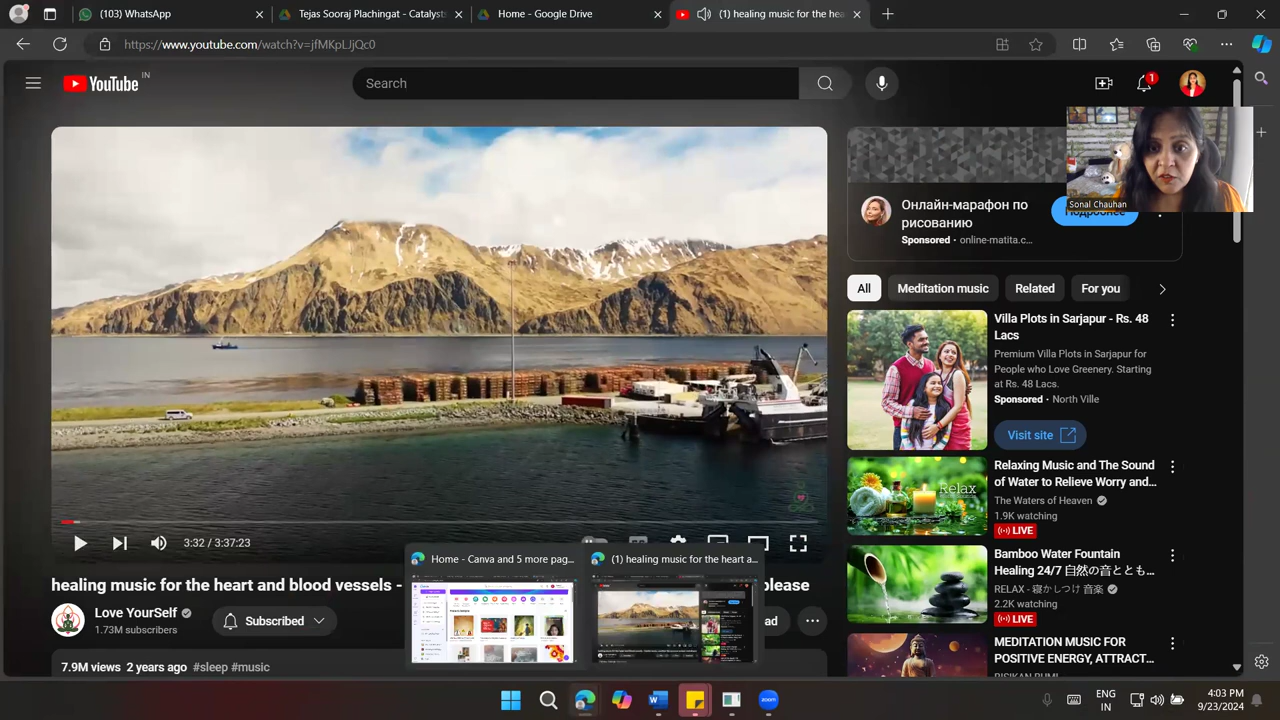 (103) WhatsApp
Tejas Sooraj Plachingat - Catalyst
Home - Google Drive
(1) healing music for the hea
https://www.youtube.com/watch?v=jfMKpLJjQc0
YouTube IN
Search
1
Sonal Chauhan
Онлайн-марафон по
рисованию
Sponsored • online-matita.c...
Подробнее
All
Meditation music
Related
For you
Villa Plots in Sarjapur - Rs. 48
Lacs
Premium Villa Plots in Sarjapur for
People who Love Greenery. Starting
at Rs. 48 Lacs.
Sponsored • North Ville
Visit site
Relax
Relaxing Music and The Sound
of Water to Relieve Worry and...
The Waters of Heaven
1.9K watching
LIVE
Bamboo Water Fountain
Healing 24/7 自然の音ととも...
RELAX - 寝かしつけ 音楽
2.2K watching
LIVE
MEDITATION MUSIC FOR
POSITIVE ENERGY, ATTRACT...
3:32 / 3:37:23
Home - Canva and 5 more pag...
(1) healing music for the heart a...
healing music for the heart and blood vessels -
please
Love YourSelf
1.73M subscribers
7.9M views 2 years ago #sleepmusic
zoom
ENG
IN
4:03 PM
9/23/2024